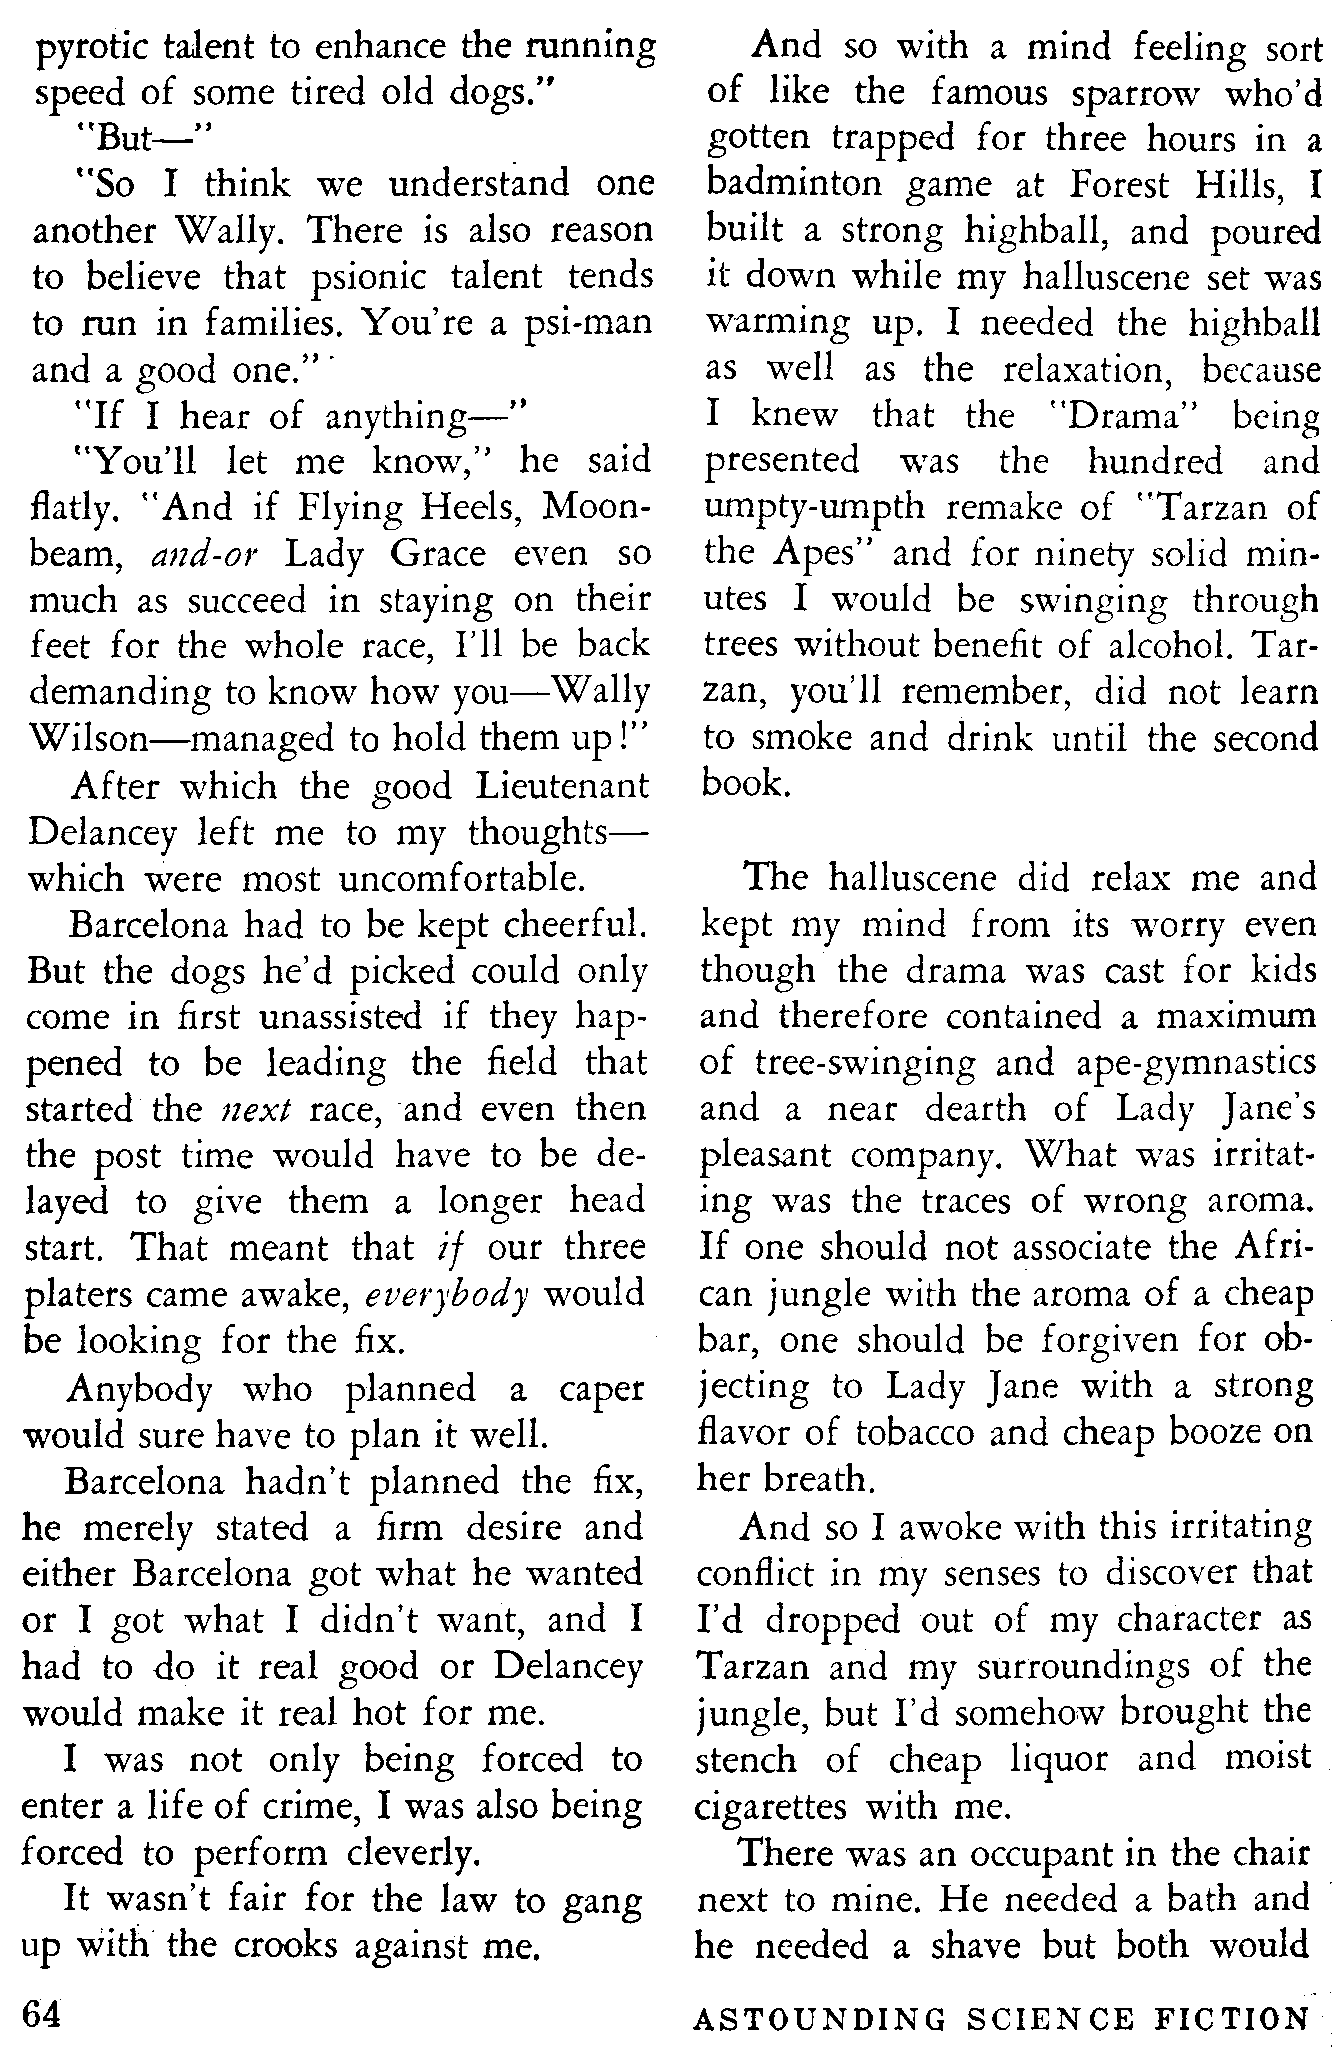 pyrotic talent to enhance the running
speed of some tired old dogs."
"But—"
"So I think we understand one
another Wally. There is also reason
to believe that psionic talent tends
to run in families. You're a psi-man
and a good one."
"If I hear of anything—"
"You'll let me know," he said
flatly. "And if Flying Heels, Moon-
beam, and-or Lady Grace even so
much as succeed in staying on their
feet for the whole race, I'll be back
demanding to know how you—Wally
Wilson—managed to hold them up!"
After which the good Lieutenant
Delancey left me to my thoughts—
which were most uncomfortable.
Barcelona had to be kept cheerful.
But the dogs he'd picked could only
come in first unassisted if they hap-
pened to be leading the field that
started the next race, and even then
the post time would have to be de-
layed to give them a longer head
start. That meant that if our three
platers came awake, everybody would
be looking for the fix.
Anybody who planned a caper
would sure have to plan it well.
Barcelona hadn't planned the fix,
he merely stated a firm desire and
either Barcelona got what he wanted
or I got what I didn't want, and I
had to do it real good or Delancey
would make it real hot for me.
I was not only being forced to
enter a life of crime, I was also being
forced to perform cleverly.
It wasn't fair for the law to gang
up with the crooks against me.
And so with a mind feeling sort
of like the famous sparrow who'd
gotten trapped for three hours in a
badminton game at Forest Hills, I
built a strong highball, and poured
it down while my halluscene set was
warming up. I needed the highball
as well as the relaxation, because
I knew that the "Drama" being
presented was the hundred and
umpty-umpth remake of "Tarzan of
the Apes" and for ninety solid min-
utes I would be swinging through
trees without benefit of alcohol. Tar-
zan, you'll remember, did not learn
to smoke and drink until the second
book.
The halluscene did relax me and
kept my mind from its worry even
though the drama was cast for kids
and therefore contained a maximum
of tree-swinging and ape-gymnastics
and a near dearth of Lady Jane's
pleasant company. What was irritat-
ing was the traces of wrong aroma.
If one should not associate the Afri-
can jungle with the aroma of a cheap
bar, one should be forgiven for ob-
jecting to Lady Jane with a strong
flavor of tobacco and cheap booze on
her breath.
And so I awoke with this irritating
conflict in my senses to discover that
I'd dropped out of my character as
Tarzan and my surroundings of the
jungle, but I'd somehow brought the
stench of cheap liquor and moist
cigarettes with me.
There was an occupant in the chair
next to mine. He needed a bath and
he needed a shave but both would
64
ASTOUNDING SCIENCE FICTION